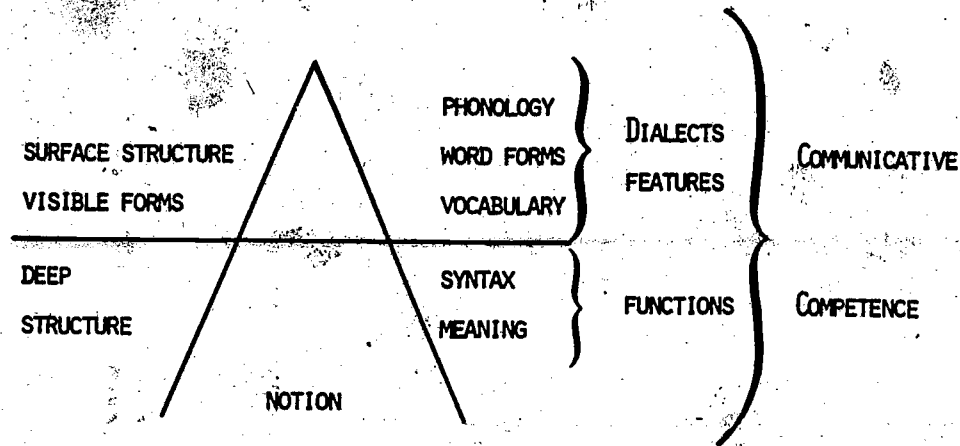 SURFACE STRUCTURE
VISIBLE FORMS
DEEP
STRUCTURE
NOTION
PHONOLOGY
WORD FORMS
VOCABULARY
SYNTAX
MEANING
DIALECTS
FEATURES
FUNCTIONS
COMMUNICATIVE
COMPETENCE